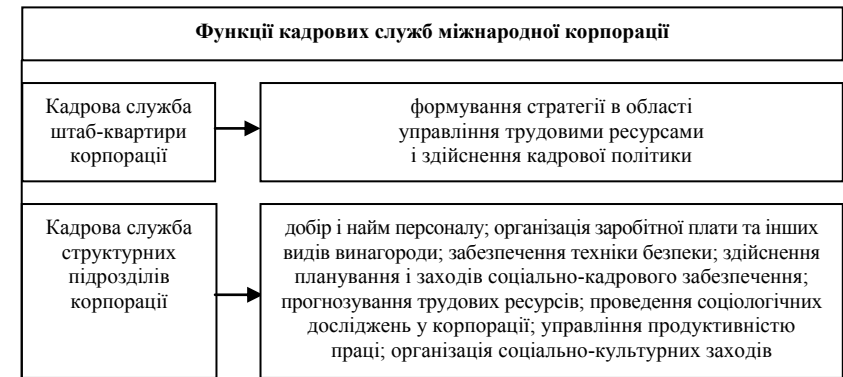 Функції кадрових служб міжнародної корпорації
Кадрова служба
штаб-квартири
корпорації
формування стратегії в області
управління трудовими ресурсами
і здійснення кадрової політики
Кадрова служба
структурних
підрозділів
корпорації
добір і найм персоналу; організація заробітної плати та інших
видів винагороди; забезпечення техніки безпеки; здійснення
планування і заходів соціально-кадрового забезпечення;
прогнозування трудових ресурсів; проведення соціологічних
досліджень у корпорації; управління продуктивністю
праці; організація соціально-культурних заходів